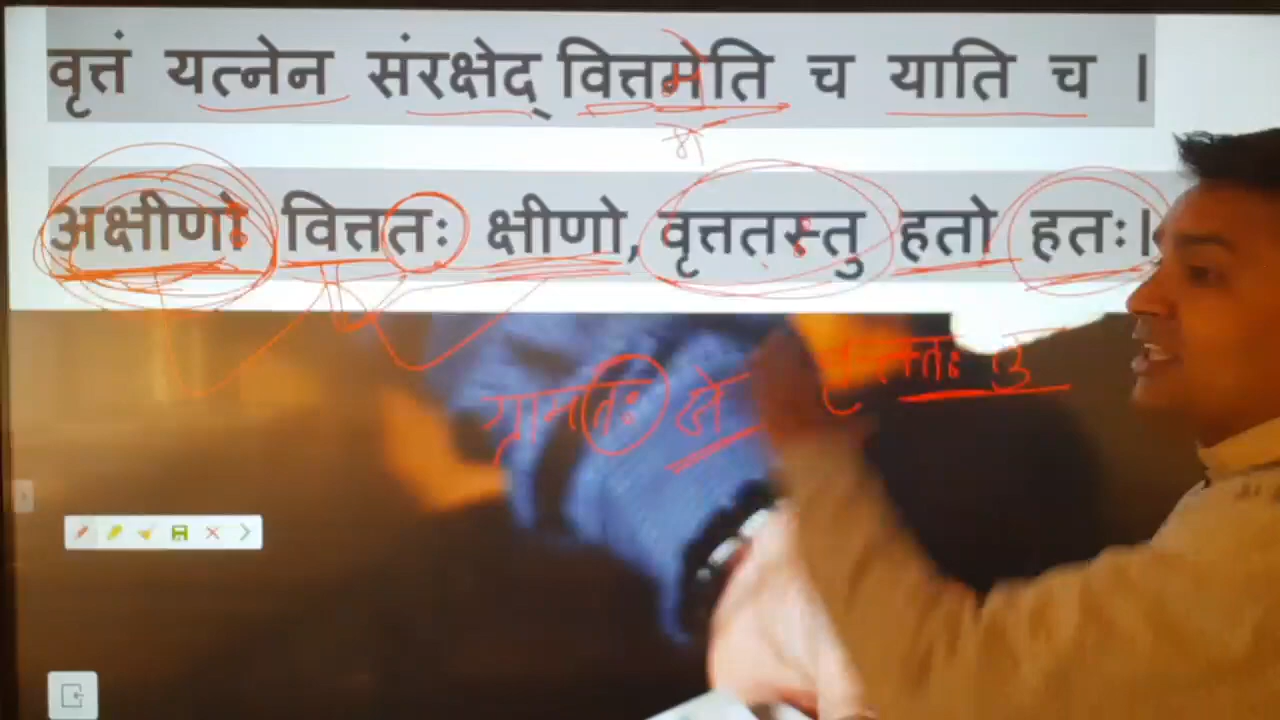 वृत्तं यत्नेन संरक्षेद् वित्तमेति च याति च ।
अक्षीणो वित्ततः क्षीणो, वृत्ततस्तु हतो हतः।
ग्रामतः